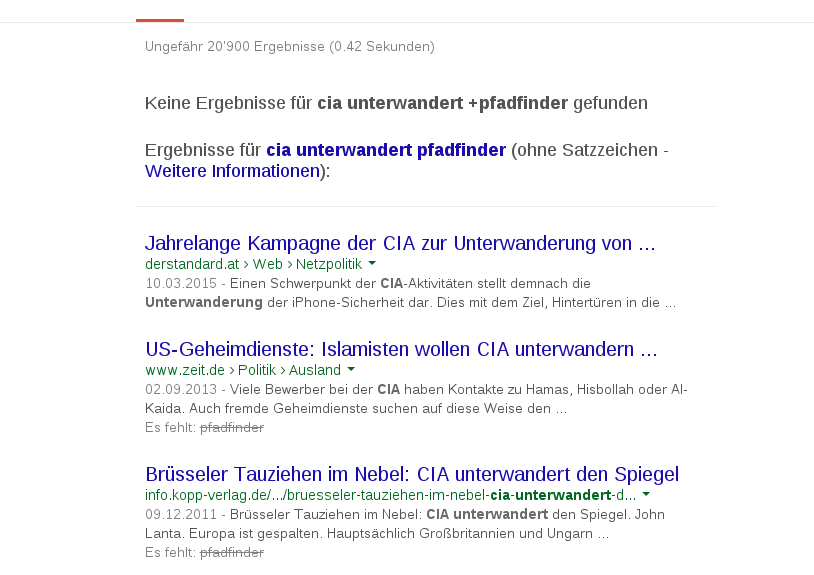 Ungefähr 20'900 Ergebnisse (0.42 Sekunden)
Keine Ergebnisse für cia unterwandert +pfadfinder gefunden
Ergebnisse für cia unterwandert pfadfinder (ohne Satzzeichen -
Weitere Informationen):
Jahrelange Kampagne der CIA zur Unterwanderung von ...
derstandard.at › Web › Netzpolitik
10.03.2015 - Einen Schwerpunkt der CIA-Aktivitäten stellt demnach die
Unterwanderung der iPhone-Sicherheit dar. Dies mit dem Ziel, Hintertüren in die ...
US-Geheimdienste: Islamisten wollen CIA unterwandern ...
www.zeit.de › Politik › Ausland
02.09.2013 - Viele Bewerber bei der CIA haben Kontakte zu Hamas, Hisbollah oder Al-
Kaida. Auch fremde Geheimdienste suchen auf diese Weise den ...
Es fehlt: pfadfinder
Brüsseler Tauziehen im Nebel: CIA unterwandert den Spiegel
info.kopp-verlag.de/.../bruesseler-tauziehen-im-nebel-cia-unterwandert-d...
09.12.2011 - Brüsseler Tauziehen im Nebel: CIA unterwandert den Spiegel. John
Lanta. Europa ist gespalten. Hauptsächlich Großbritannien und Ungarn ...
Es fehlt: pfadfinder